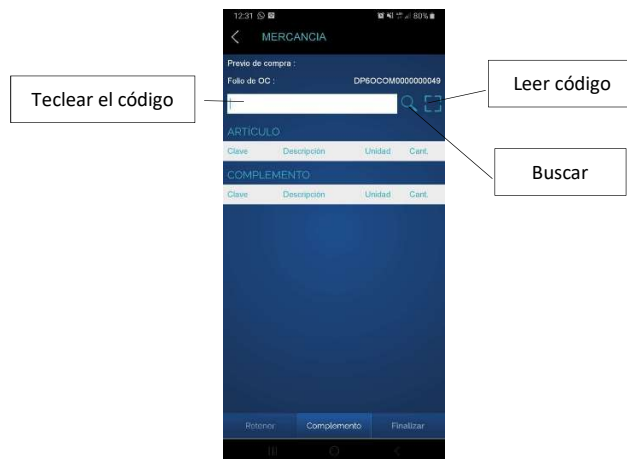 12:31 80%
MERCANCIA
Previo de compra :
Folio de OC : DP6OCOM0000000049
Teclear el código
Leer código
Buscar
ARTÍCULO
Clave Descripción Unidad Cant.
COMPLEMENTO
Clave Descripción Unidad Cant.
Retener Complemento Finalizar